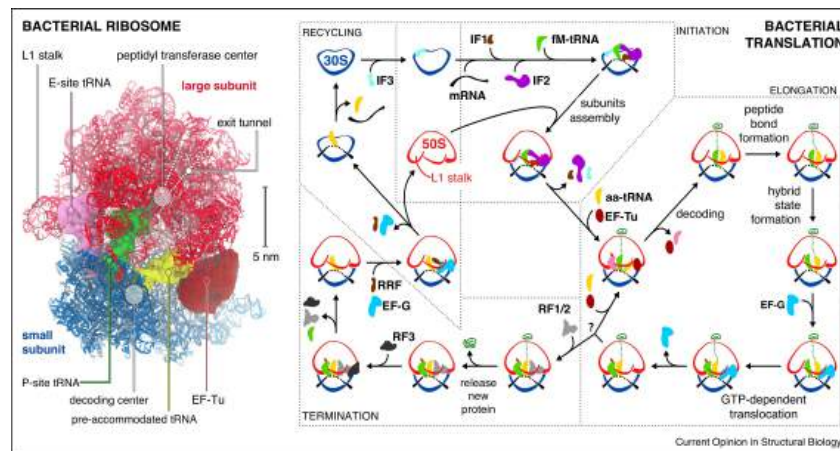 BACTERIAL RIBOSOME
L1 stalk
peptidyl transferase center
E-site tRNA
large subunit
exit tunnel
5 nm
small
subunit
P-site tRNA
decoding center
pre-accommodated tRNA
EF-Tu
RECYCLING
INITIATION
BACTERIAL
TRANSLATION
30S
IF3
IF1
fM-tRNA
mRNA
IF2
subunits
assembly
50S
L1 stalk
ELONGATION
peptide
bond
formation
aa-tRNA
EF-Tu
decoding
hybrid
state
formation
RRF
EF-G
RF1/2
?
EF-G
RF3
release
new
protein
GTP-dependent
translocation
TERMINATION
Current Opinion in Structural Biology